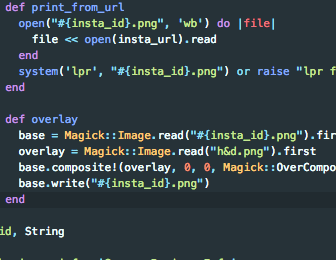 def print_from_url
open("#{insta_id}.png", 'wb') do |file|
file << open(insta_url).read
end
system('lpr', "#{insta_id}.png") or raise "lpr f
end
def overlay
base = Magick::Image.read("#{insta_id}.png").fir
overlay = Magick::Image.read("h&d.png").first
base.composite!(overlay, 0, 0, Magick::OverCompo
base.write("#{insta_id}.png")
end
id, String